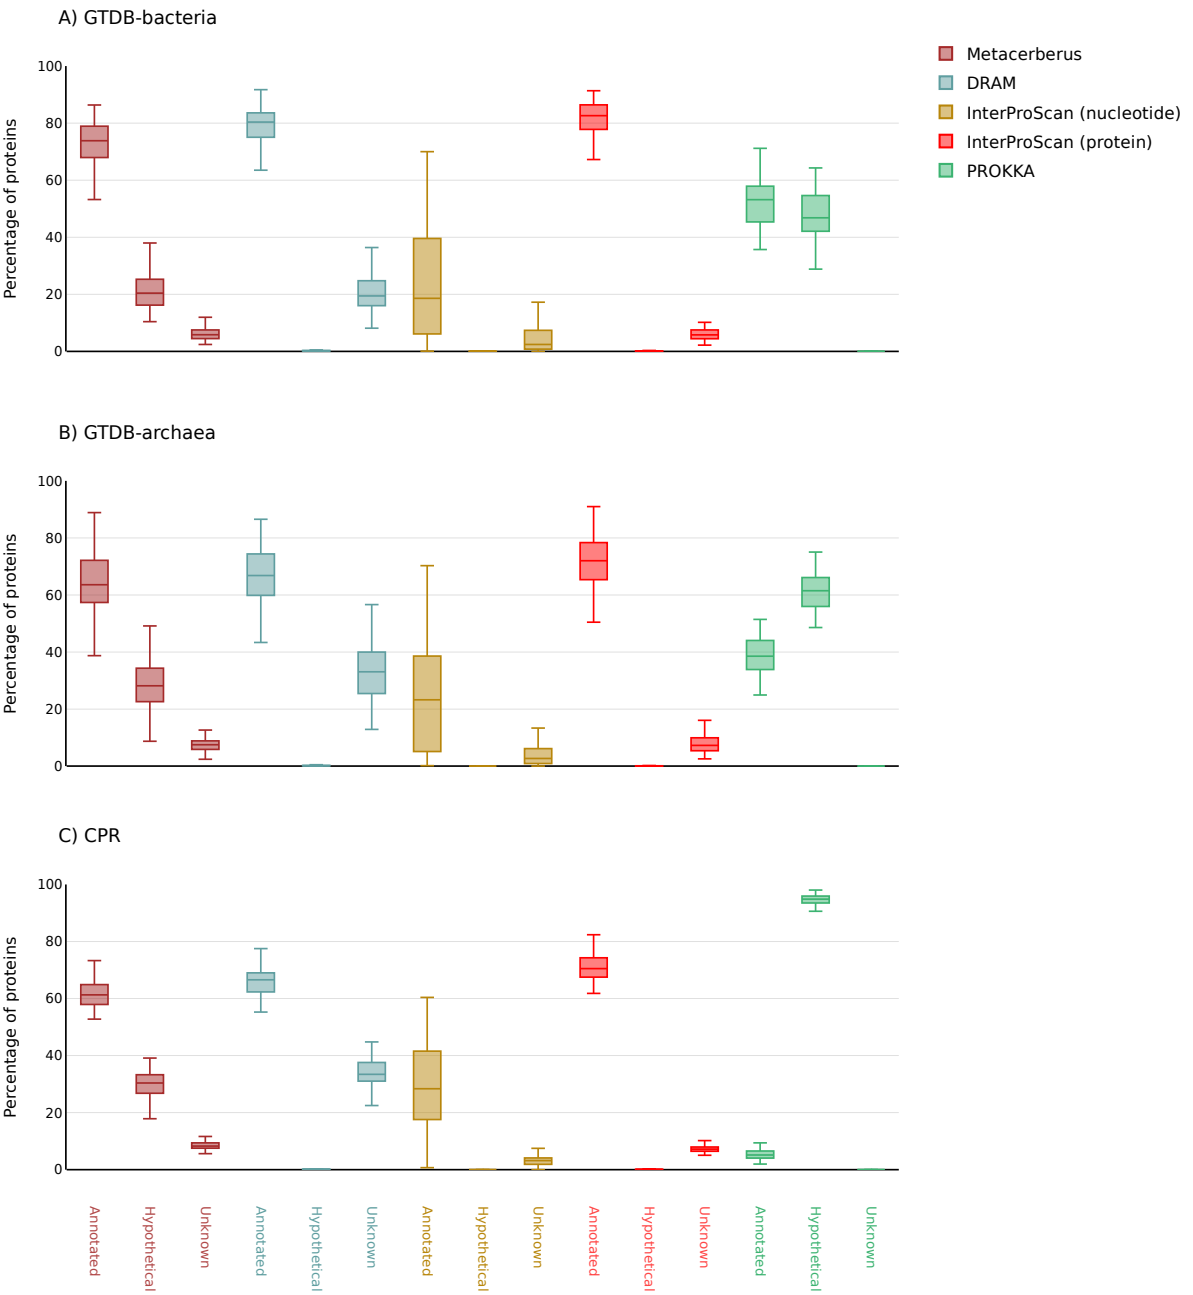 A) GTDB-bacteria
Percentage of proteins
100
80
60
40
20
0
Metacerberus
DRAM
InterProScan (nucleotide)
InterProScan (protein)
PROKKA
B) GTDB-archaea
Percentage of proteins
100
80
60
40
20
0
C) CPR
Percentage of proteins
100
80
60
40
20
0
Annotated
Hypothetical
Unknown
Annotated
Hypothetical
Unknown
Annotated
Hypothetical
Unknown
Annotated
Hypothetical
Unknown
Annotated
Hypothetical
Unknown